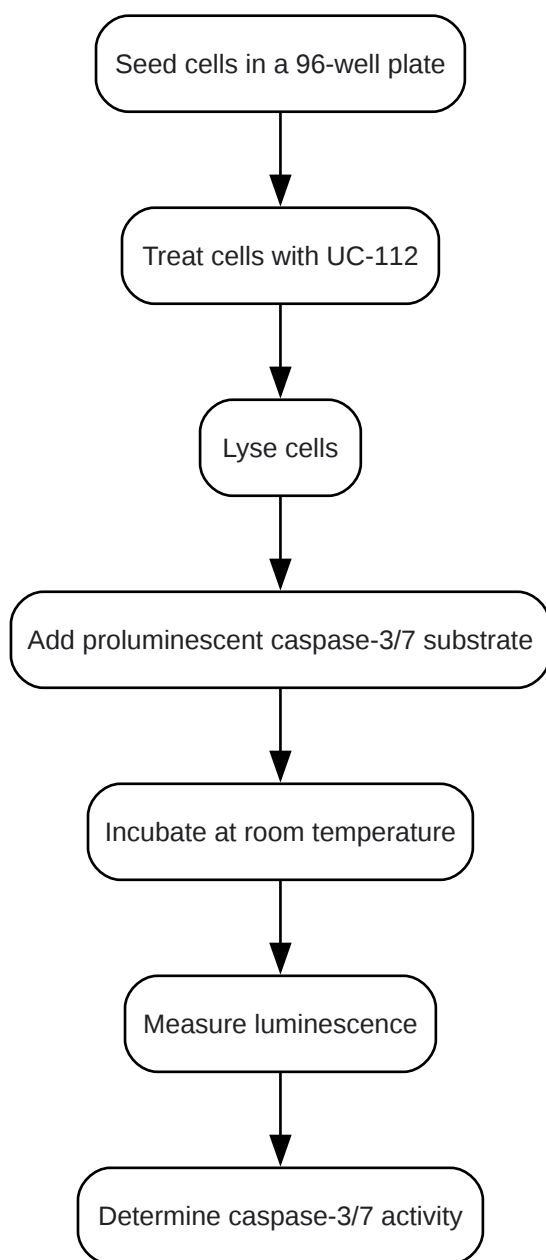 Seed cells in a 96-well plate
Treat cells with UC-112
Lyse cells
Add proluminescent caspase-3/7 substrate
Incubate at room temperature
Measure luminescence
Determine caspase-3/7 activity